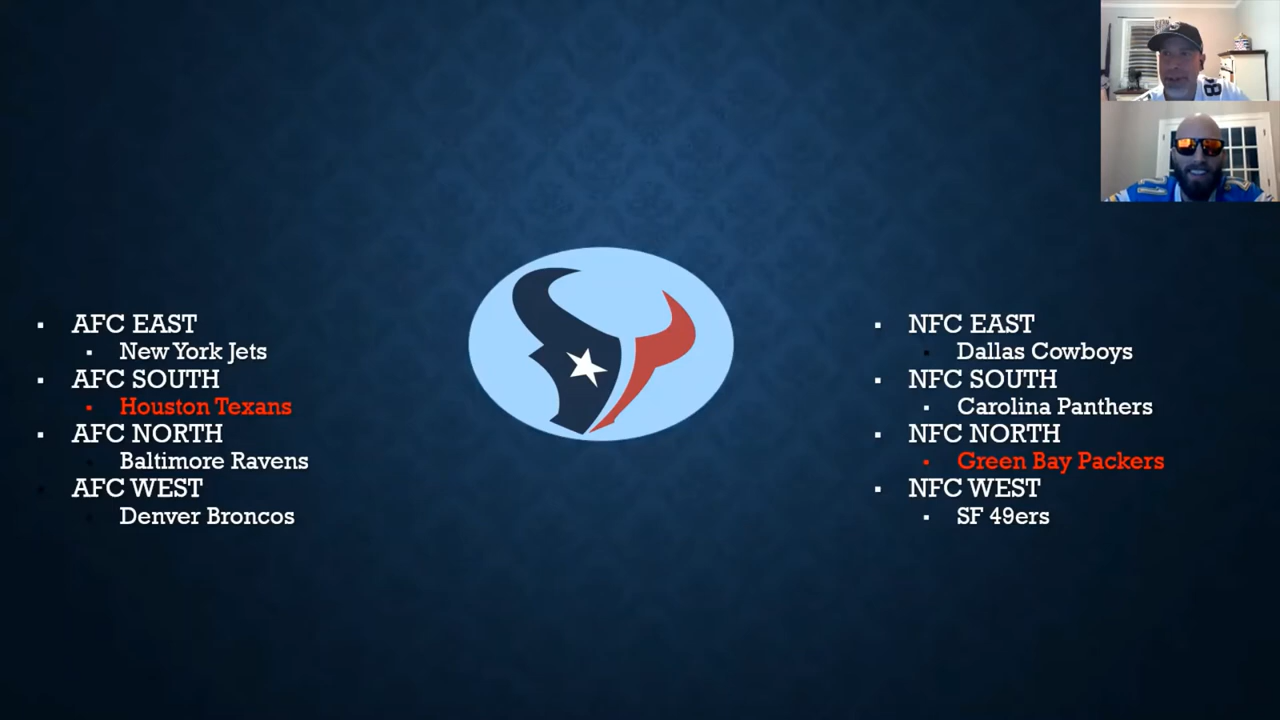 AFC EAST
New York Jets
AFC SOUTH
Houston Texans
AFC NORTH
Baltimore Ravens
AFC WEST
Denver Broncos
NFC EAST
Dallas Cowboys
NFC SOUTH
Carolina Panthers
NFC NORTH
Green Bay Packers
NFC WEST
SF 49ers